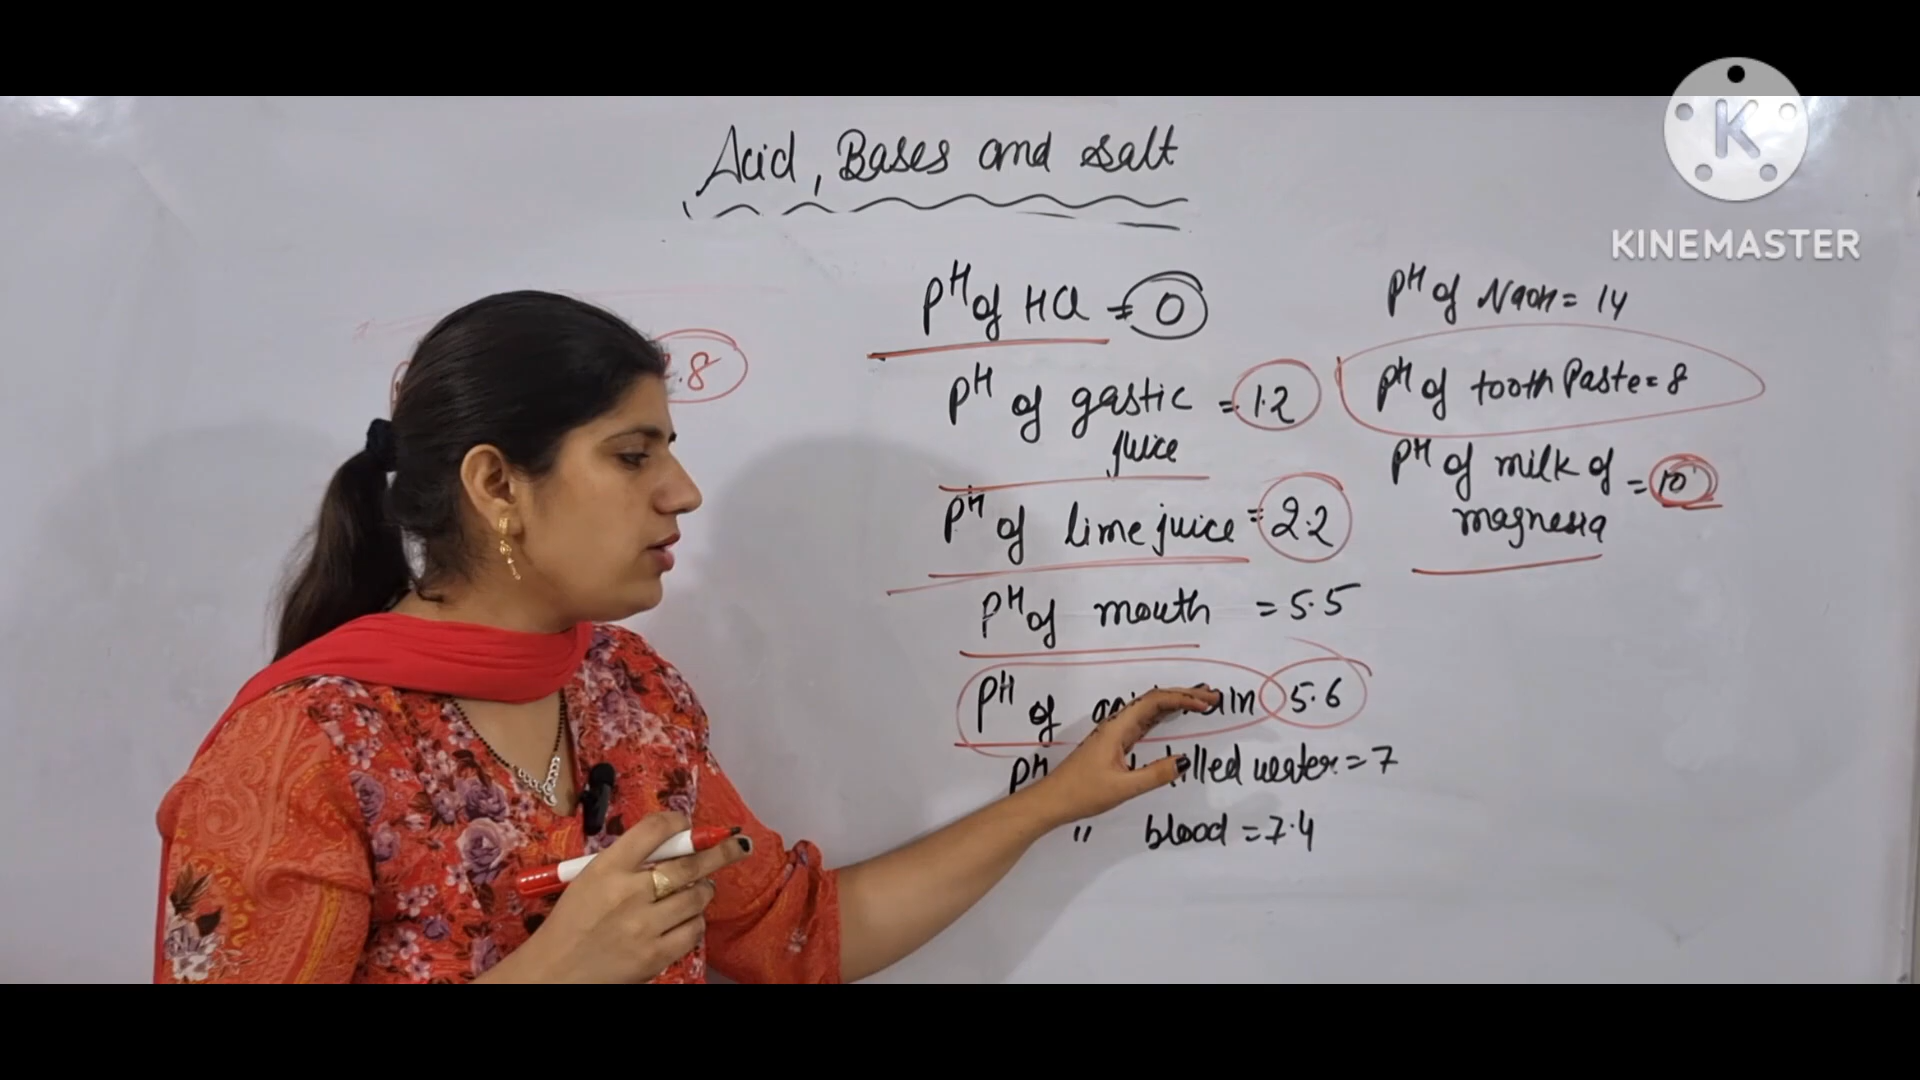 Acid, Bases and salt
PH of HCl = 0
PH of gastic = 1.2
juice
PH of lime juice = 2.2
PH of mouth = 5.5
PH of 5.6
PH water = 7
" blood = 7.4
.8
PH of NaOH = 14
PH of tooth Paste = 8
PH of milk of = 10
magnesia
K
KINEMASTER